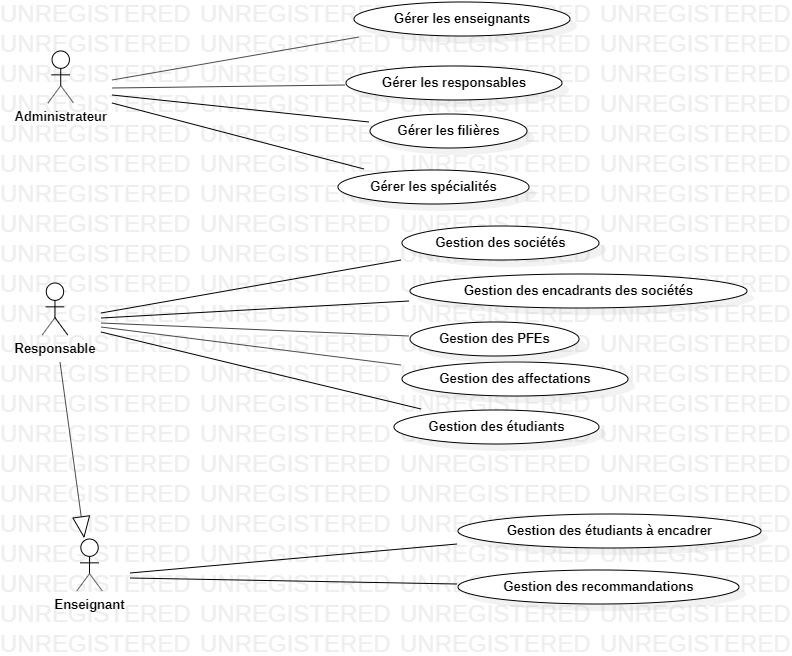 Gérer les enseignants
Gérer les responsables
Administrateur
Gérer les filières
Gérer les spécialités
Gestion des sociétés
Gestion des encadrants des sociétés
Gestion des PFEs
Responsable
Gestion des affectations
Gestion des étudiants
Gestion des étudiants à encadrer
Gestion des recommandations
Enseignant
UNREGISTERED